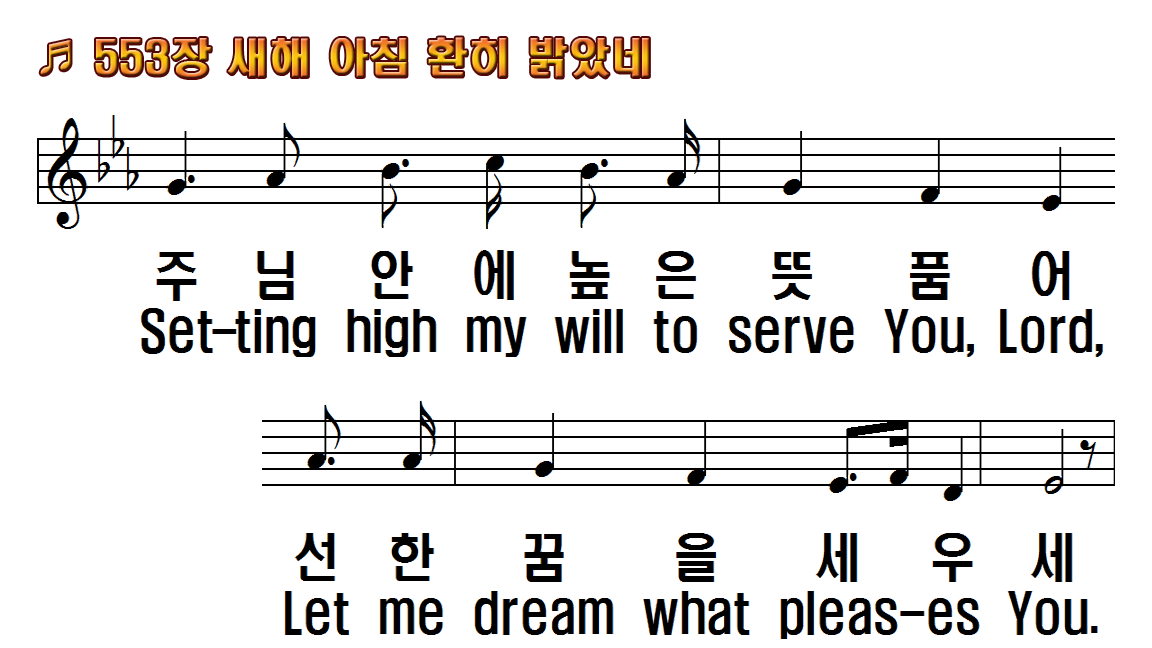 553장 새해 아침 환히 밝았네
주 님 안 에 높 은 뜻 품 어
Set-ting high my will to serve You, Lord,
선 한 꿈 을 세 우 세
Let me dream what pleas-es You.